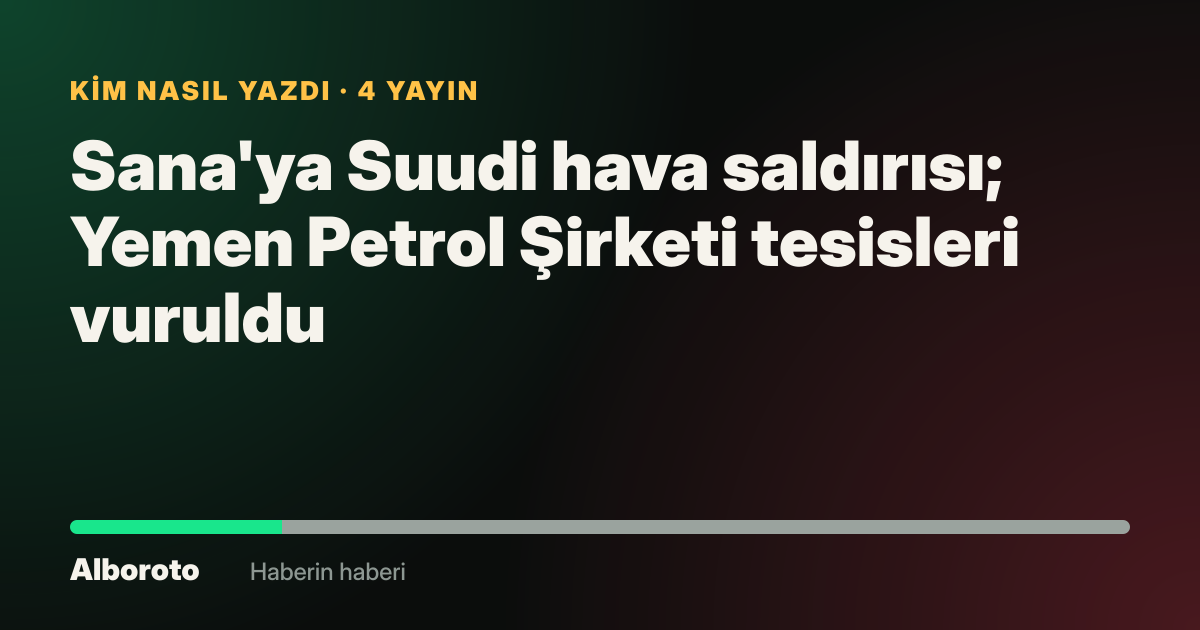 KİM NASIL YAZDI · 4 YAYIN
Sana'ya Suudi hava saldırısı;
Yemen Petrol Şirketi tesisleri
vuruldu
Alboroto
Haberin haberi